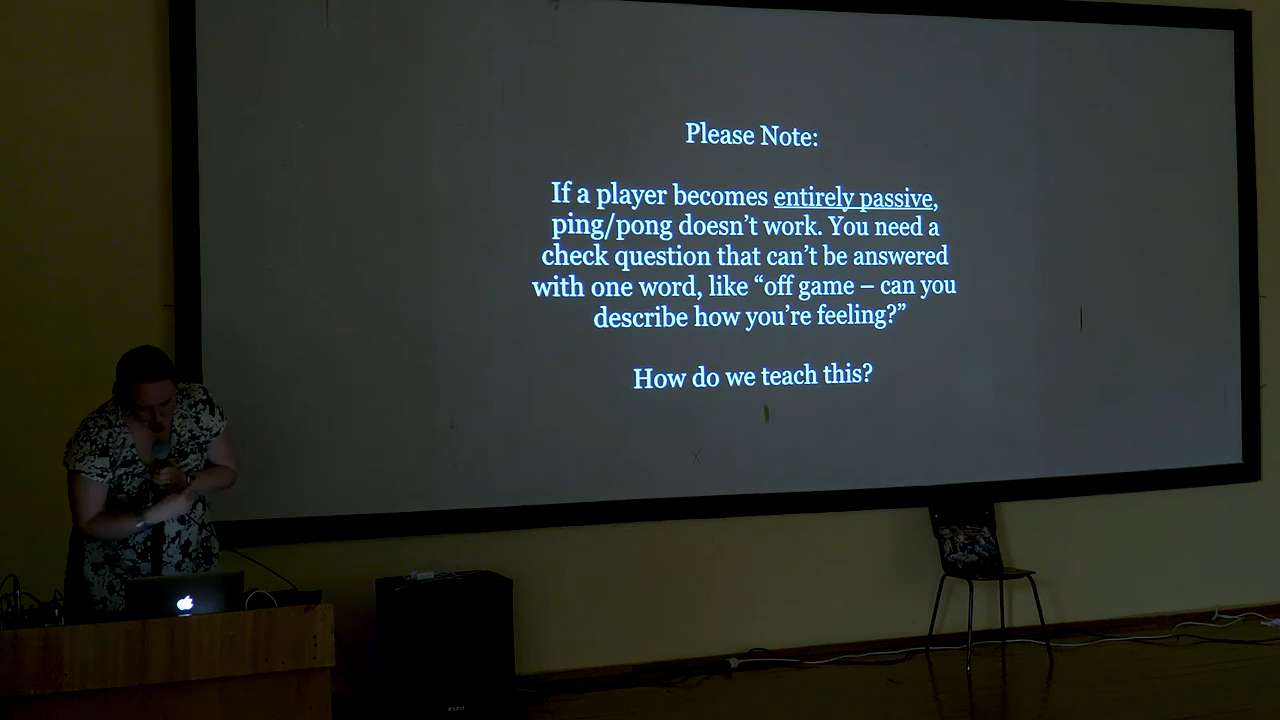 Please Note:
If a player becomes entirely passive,
ping/pong doesn't work. You need a
check question that can't be answered
with one word, like “off game – can you
describe how you're feeling?”
How do we teach this?